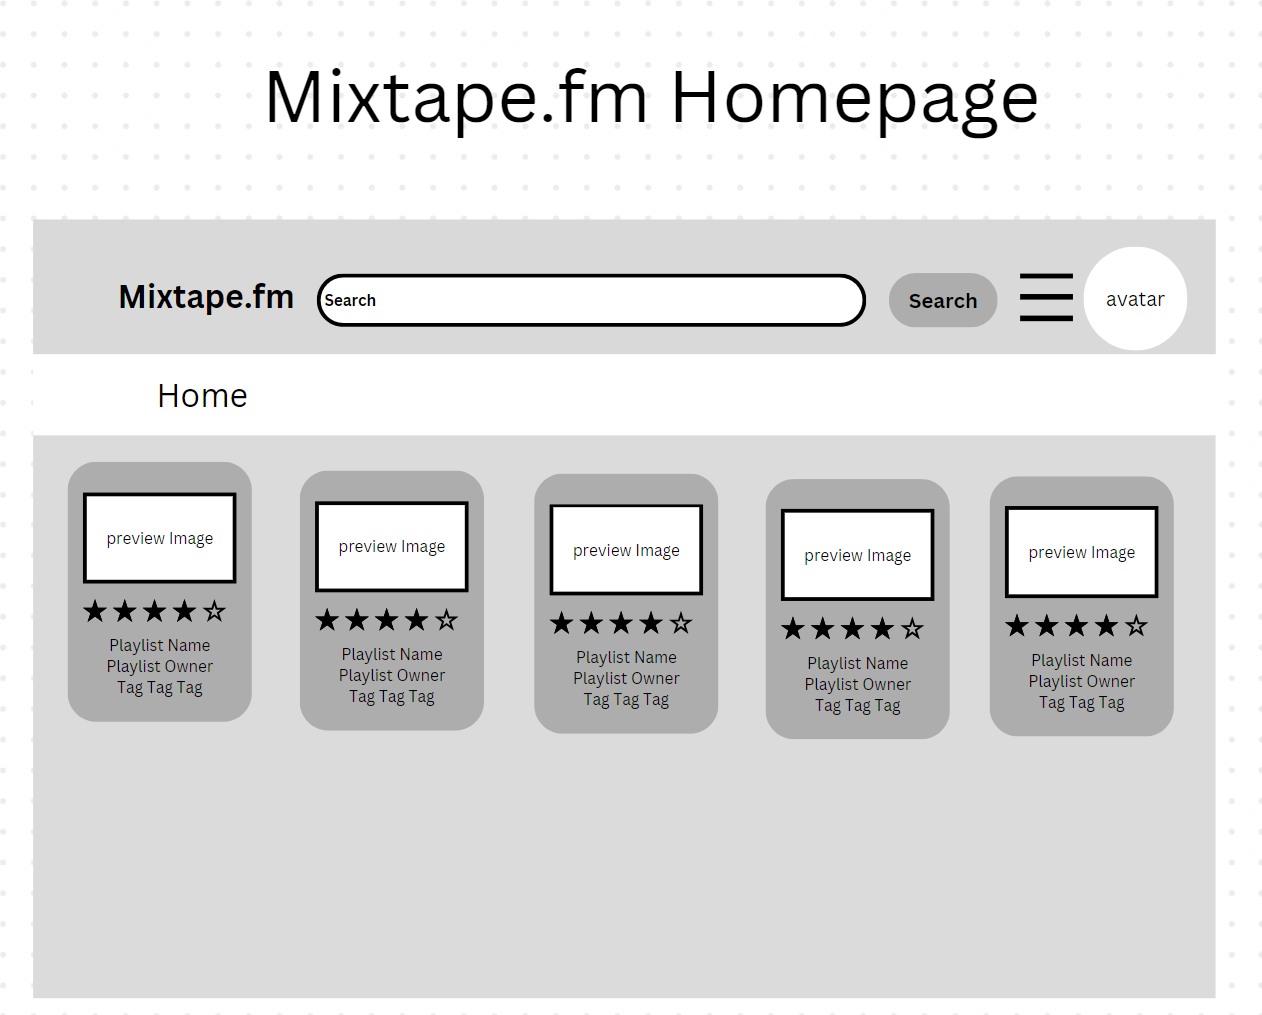 Mixtape.fm Homepage
Mixtape.fm
Search
Search
avatar
Home
preview Image
Playlist Name
Playlist Owner
Tag Tag Tag
preview Image
Playlist Name
Playlist Owner
Tag Tag Tag
preview Image
Playlist Name
Playlist Owner
Tag Tag Tag
preview Image
Playlist Name
Playlist Owner
Tag Tag Tag
preview Image
Playlist Name
Playlist Owner
Tag Tag Tag